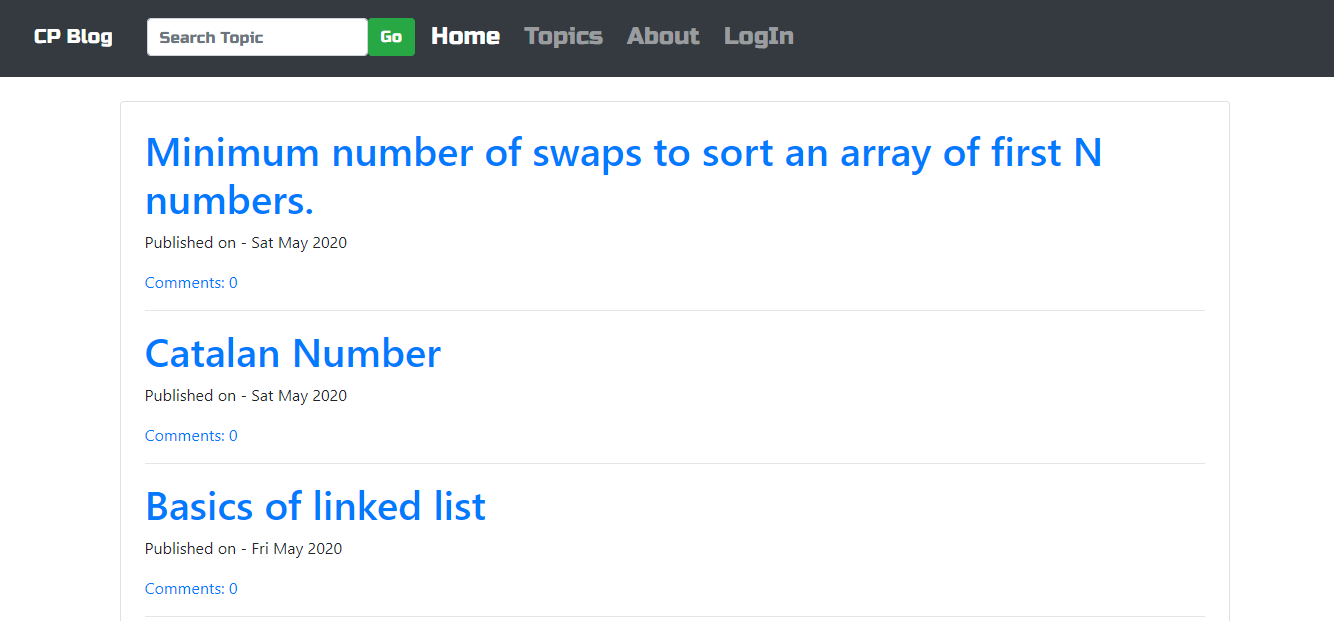 CP Blog Search Topic Go Home Topics About LogIn
Minimum number of swaps to sort an array of first N
numbers.
Published on - Sat May 2020
Comments: 0
Catalan Number
Published on - Sat May 2020
Comments: 0
Basics of linked list
Published on - Fri May 2020
Comments: 0